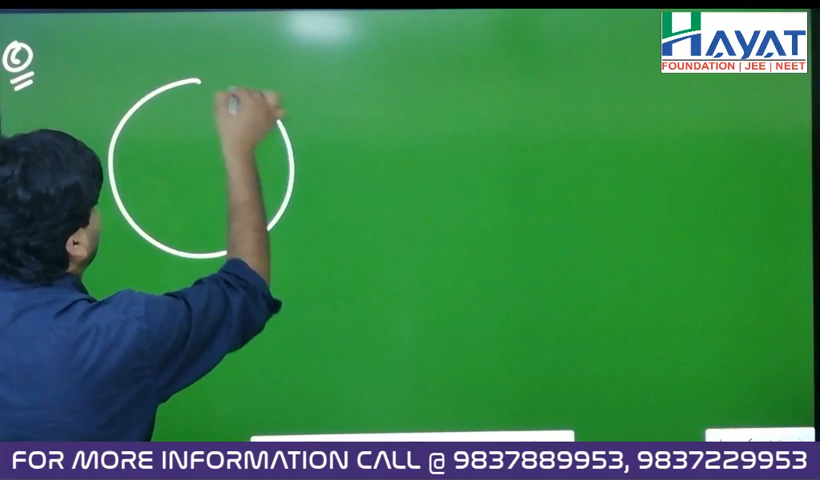 HAYAT
FOUNDATION | JEE | NEET
FOR MORE INFORMATION CALL @ 9837889953, 9837229953